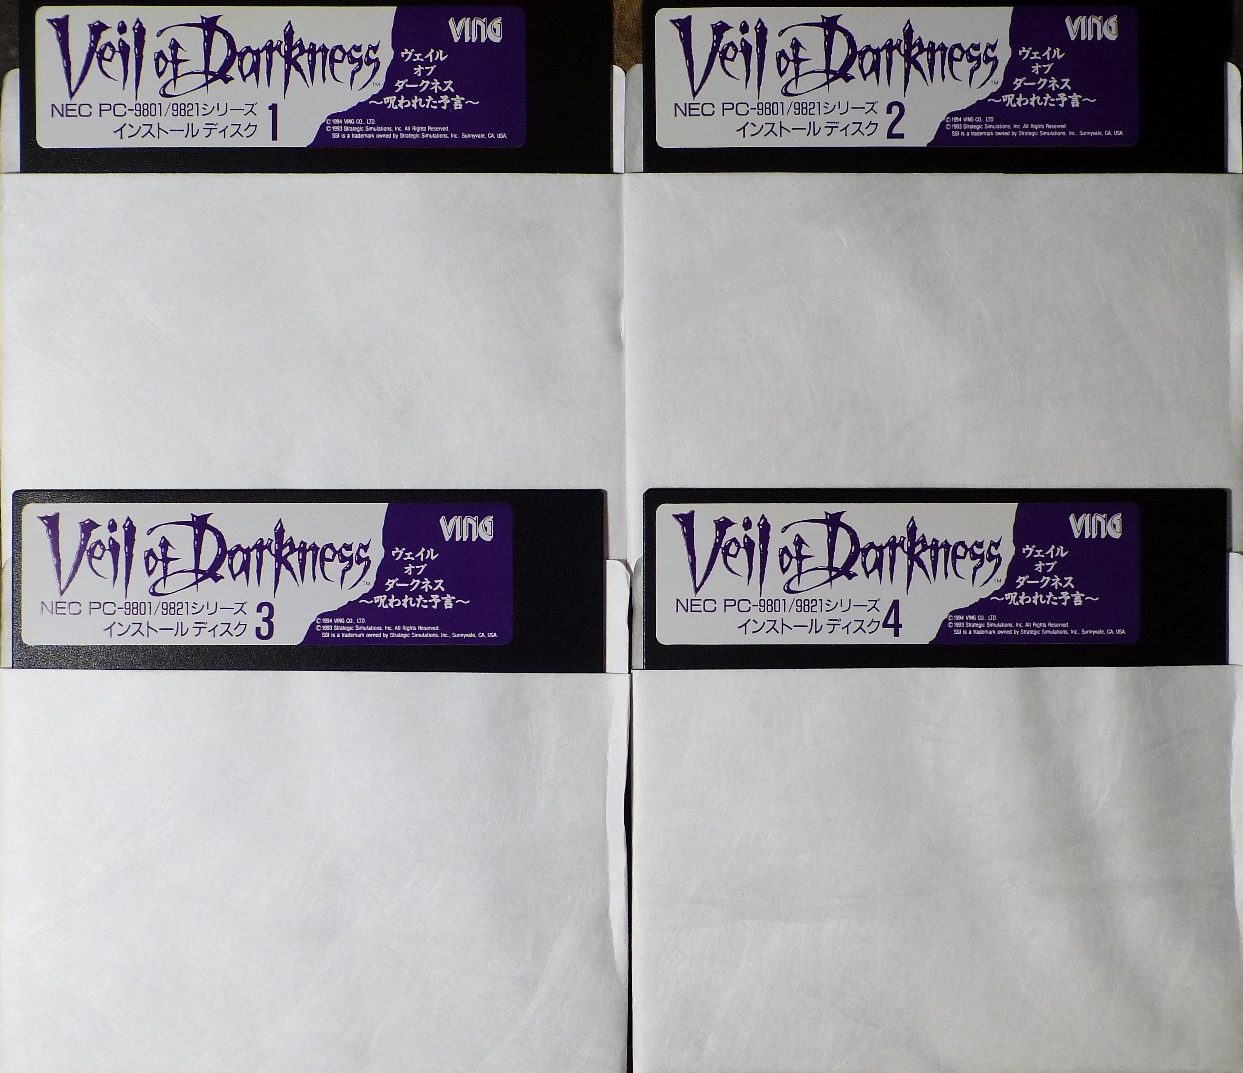 Veil of Darkness™
VING
ヴェイル
オブ
ダークネス
〜呪われた予言〜
NEC PC-9801/9821シリーズ
インストール ディスク 1
©1994 VING CO., LTD.
©1993 Strategic Simulations, Inc. All Rights Reserved.
SSI is a trademark owned by Strategic Simulations, Inc., Sunnyvale, CA, USA.
Veil of Darkness™
VING
ヴェイル
オブ
ダークネス
〜呪われた予言〜
NEC PC-9801/9821シリーズ
インストール ディスク 2
©1994 VING CO., LTD.
©1993 Strategic Simulations, Inc. All Rights Reserved.
SSI is a trademark owned by Strategic Simulations, Inc., Sunnyvale, CA, USA.
Veil of Darkness™
VING
ヴェイル
オブ
ダークネス
〜呪われた予言〜
NEC PC-9801/9821シリーズ
インストール ディスク 3
©1994 VING CO., LTD.
©1993 Strategic Simulations, Inc. All Rights Reserved.
SSI is a trademark owned by Strategic Simulations, Inc., Sunnyvale, CA, USA.
Veil of Darkness™
VING
ヴェイル
オブ
ダークネス
〜呪われた予言〜
NEC PC-9801/9821シリーズ
インストール ディスク 4
©1994 VING CO., LTD.
©1993 Strategic Simulations, Inc. All Rights Reserved.
SSI is a trademark owned by Strategic Simulations, Inc., Sunnyvale, CA, USA.